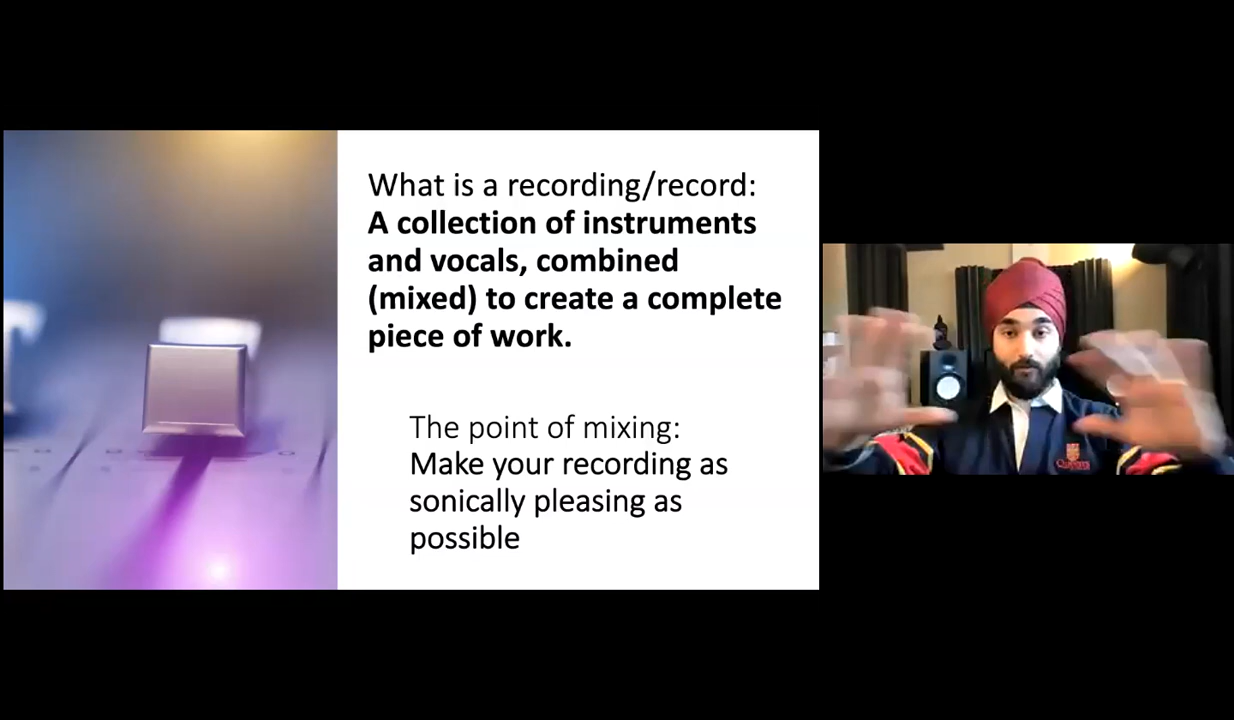 What is a recording/record:
A collection of instruments
and vocals, combined
(mixed) to create a complete
piece of work.
The point of mixing:
Make your recording as
sonically pleasing as
possible
Queen's